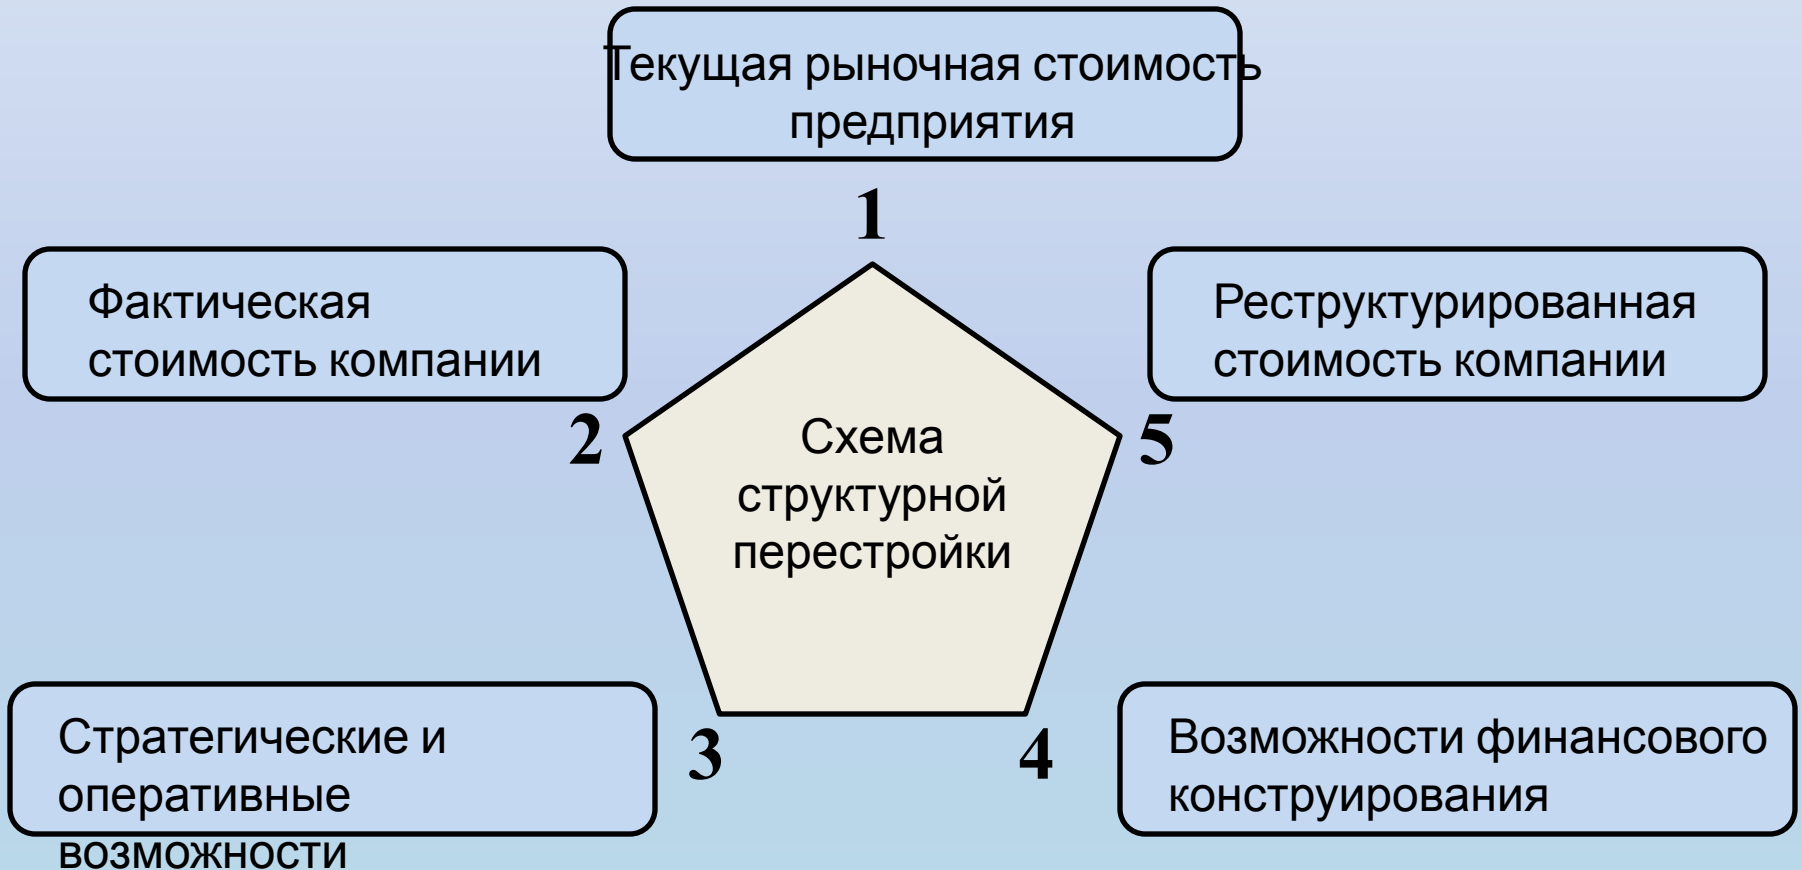 Текущая рыночная стоимость
предприятия
1
Фактическая
стоимость компании
Реструктурированная
стоимость компании
2
5
Схема
структурной
перестройки
Стратегические и
оперативные
возможности
3
4
Возможности финансового
конструирования